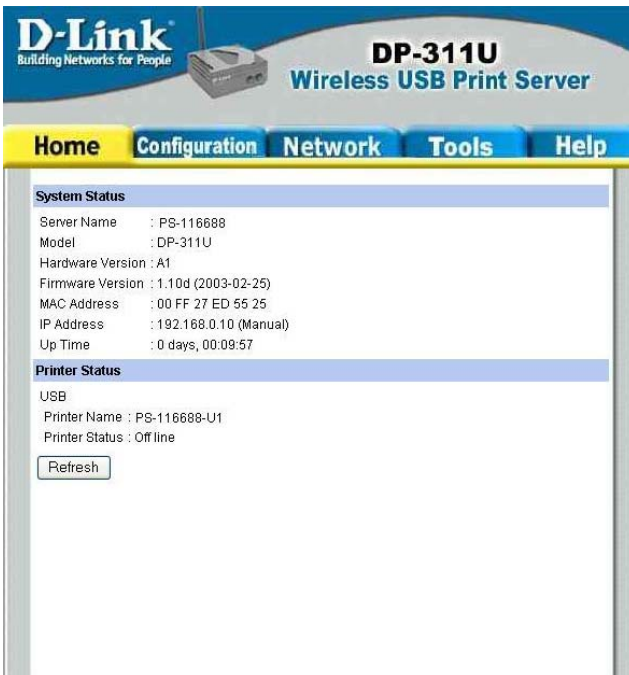 D-Link
Building Networks for People
DP-311U
Wireless USB Print Server
Home Configuration Network Tools Help
System Status
Server Name : PS-116688
Model : DP-311U
Hardware Version : A1
Firmware Version : 1.10d (2003-02-25)
MAC Address : 00 FF 27 ED 55 25
IP Address : 192.168.0.10 (Manual)
Up Time : 0 days, 00:09:57
Printer Status
USB
Printer Name : PS-116688-U1
Printer Status : Off line
Refresh